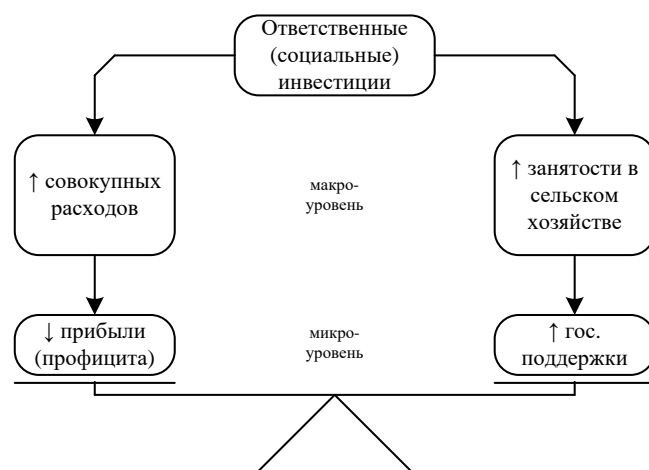 Ответственные
(социальные)
инвестиции
↑ совокупных
расходов
макро-
уровень
↑ занятости в
сельском
хозяйстве
↓ прибыли
(профицита)
микро-
уровень
↑ гос.
поддержки